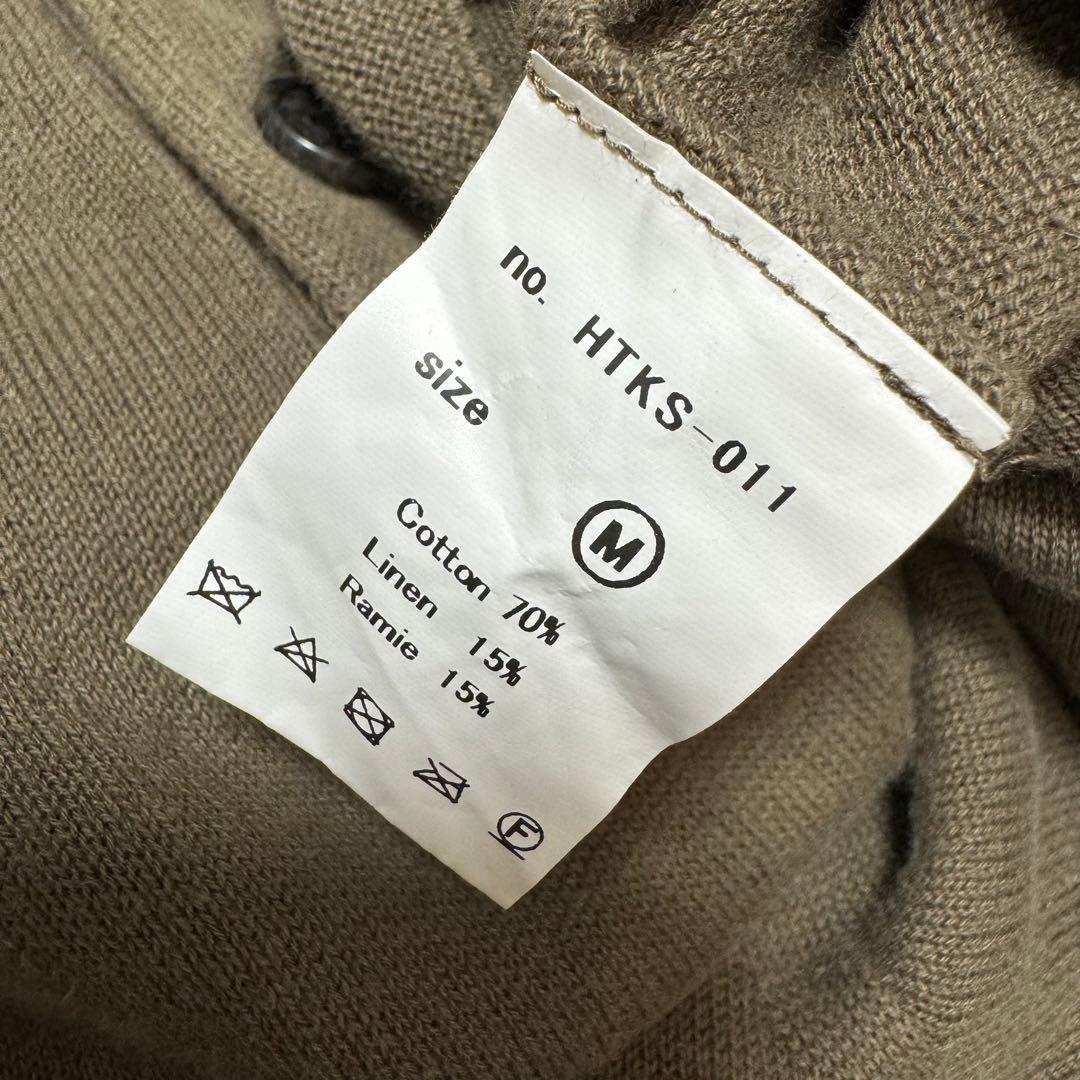 no. HTKS-011
size M
Cotton 70%
Linen 15%
Ramie 15%
F